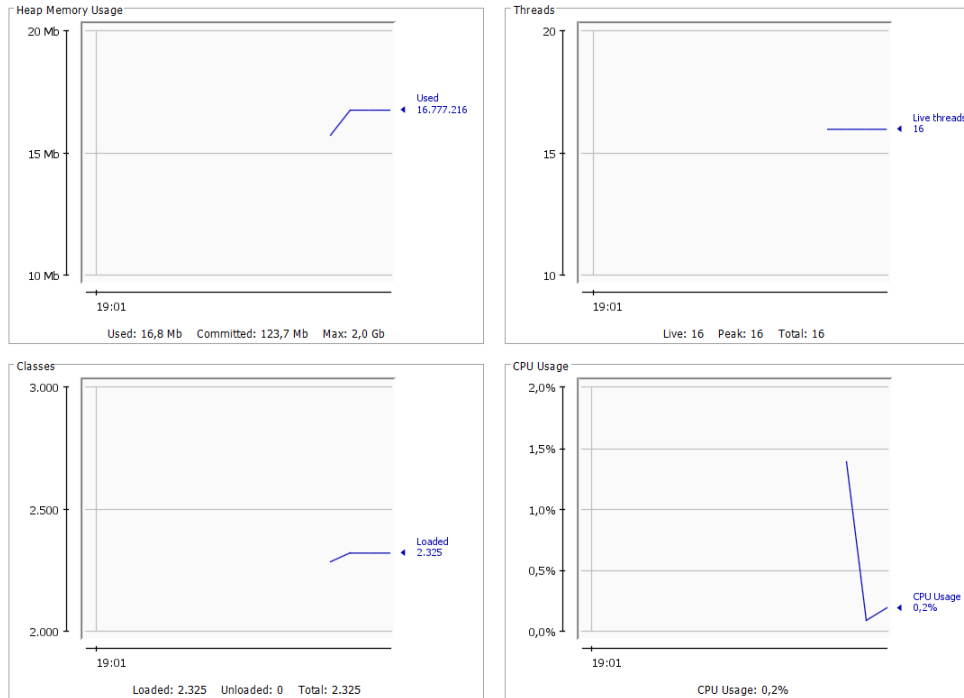 Heap Memory Usage
20 Mb
15 Mb
10 Mb
Used
16.777.216
19:01
Used: 16,8 Mb Committed: 123,7 Mb Max: 2,0 Gb
Threads
20
15
10
Live threads
16
19:01
Live: 16 Peak: 16 Total: 16
Classes
3.000
2.500
2.000
Loaded
2.325
19:01
Loaded: 2.325 Unloaded: 0 Total: 2.325
CPU Usage
2,0%
1,5%
1,0%
0,5%
0,0%
CPU Usage
0,2%
19:01
CPU Usage: 0,2%